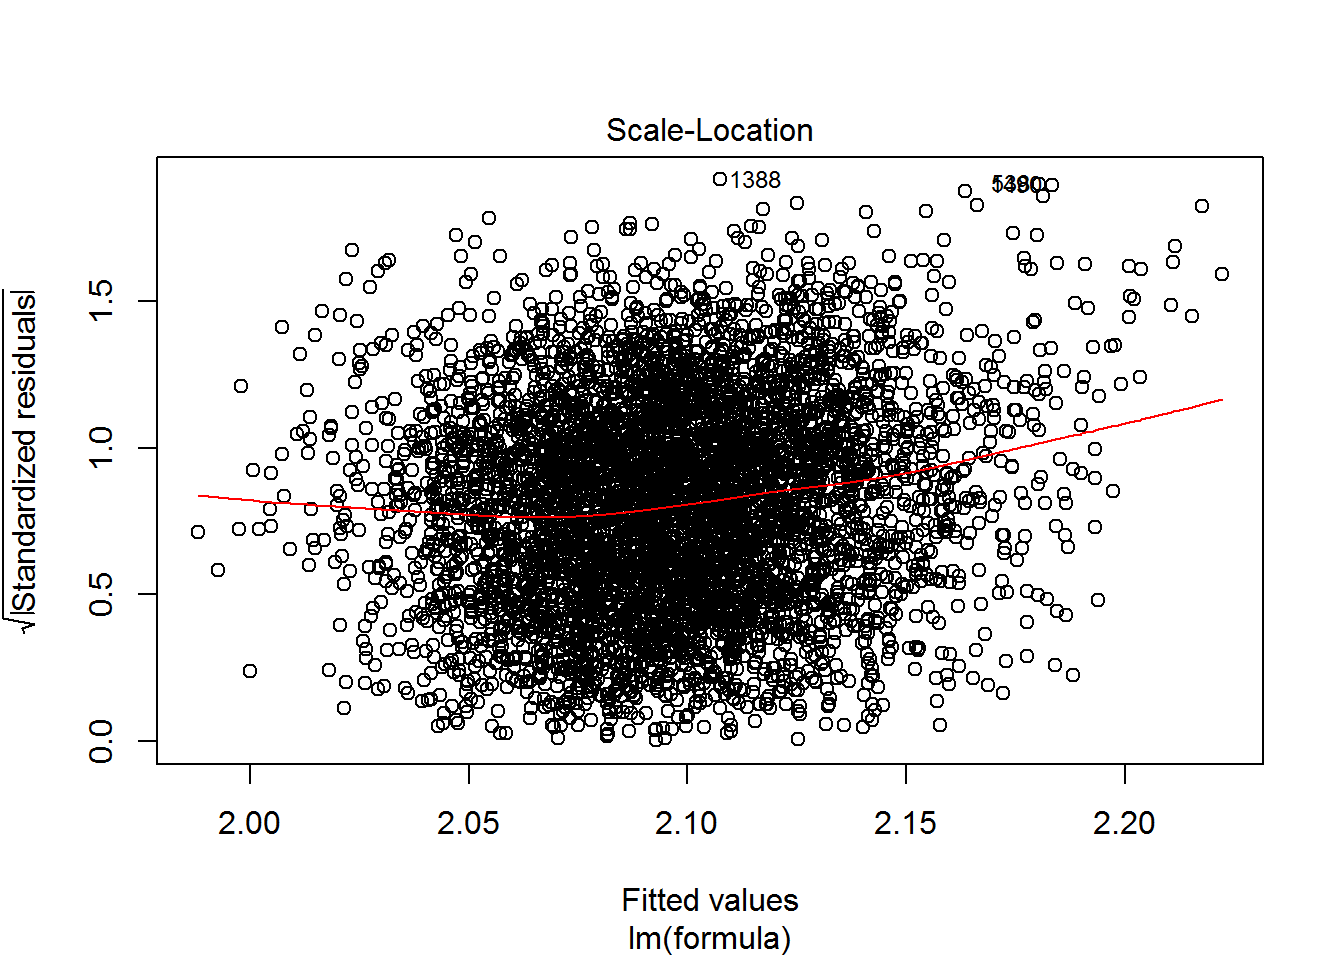 Scale-Location
1388
√|Standardized residuals|
1.5
1.0
0.5
0.0
2.00 2.05 2.10 2.15 2.20
Fitted values
lm(formula)